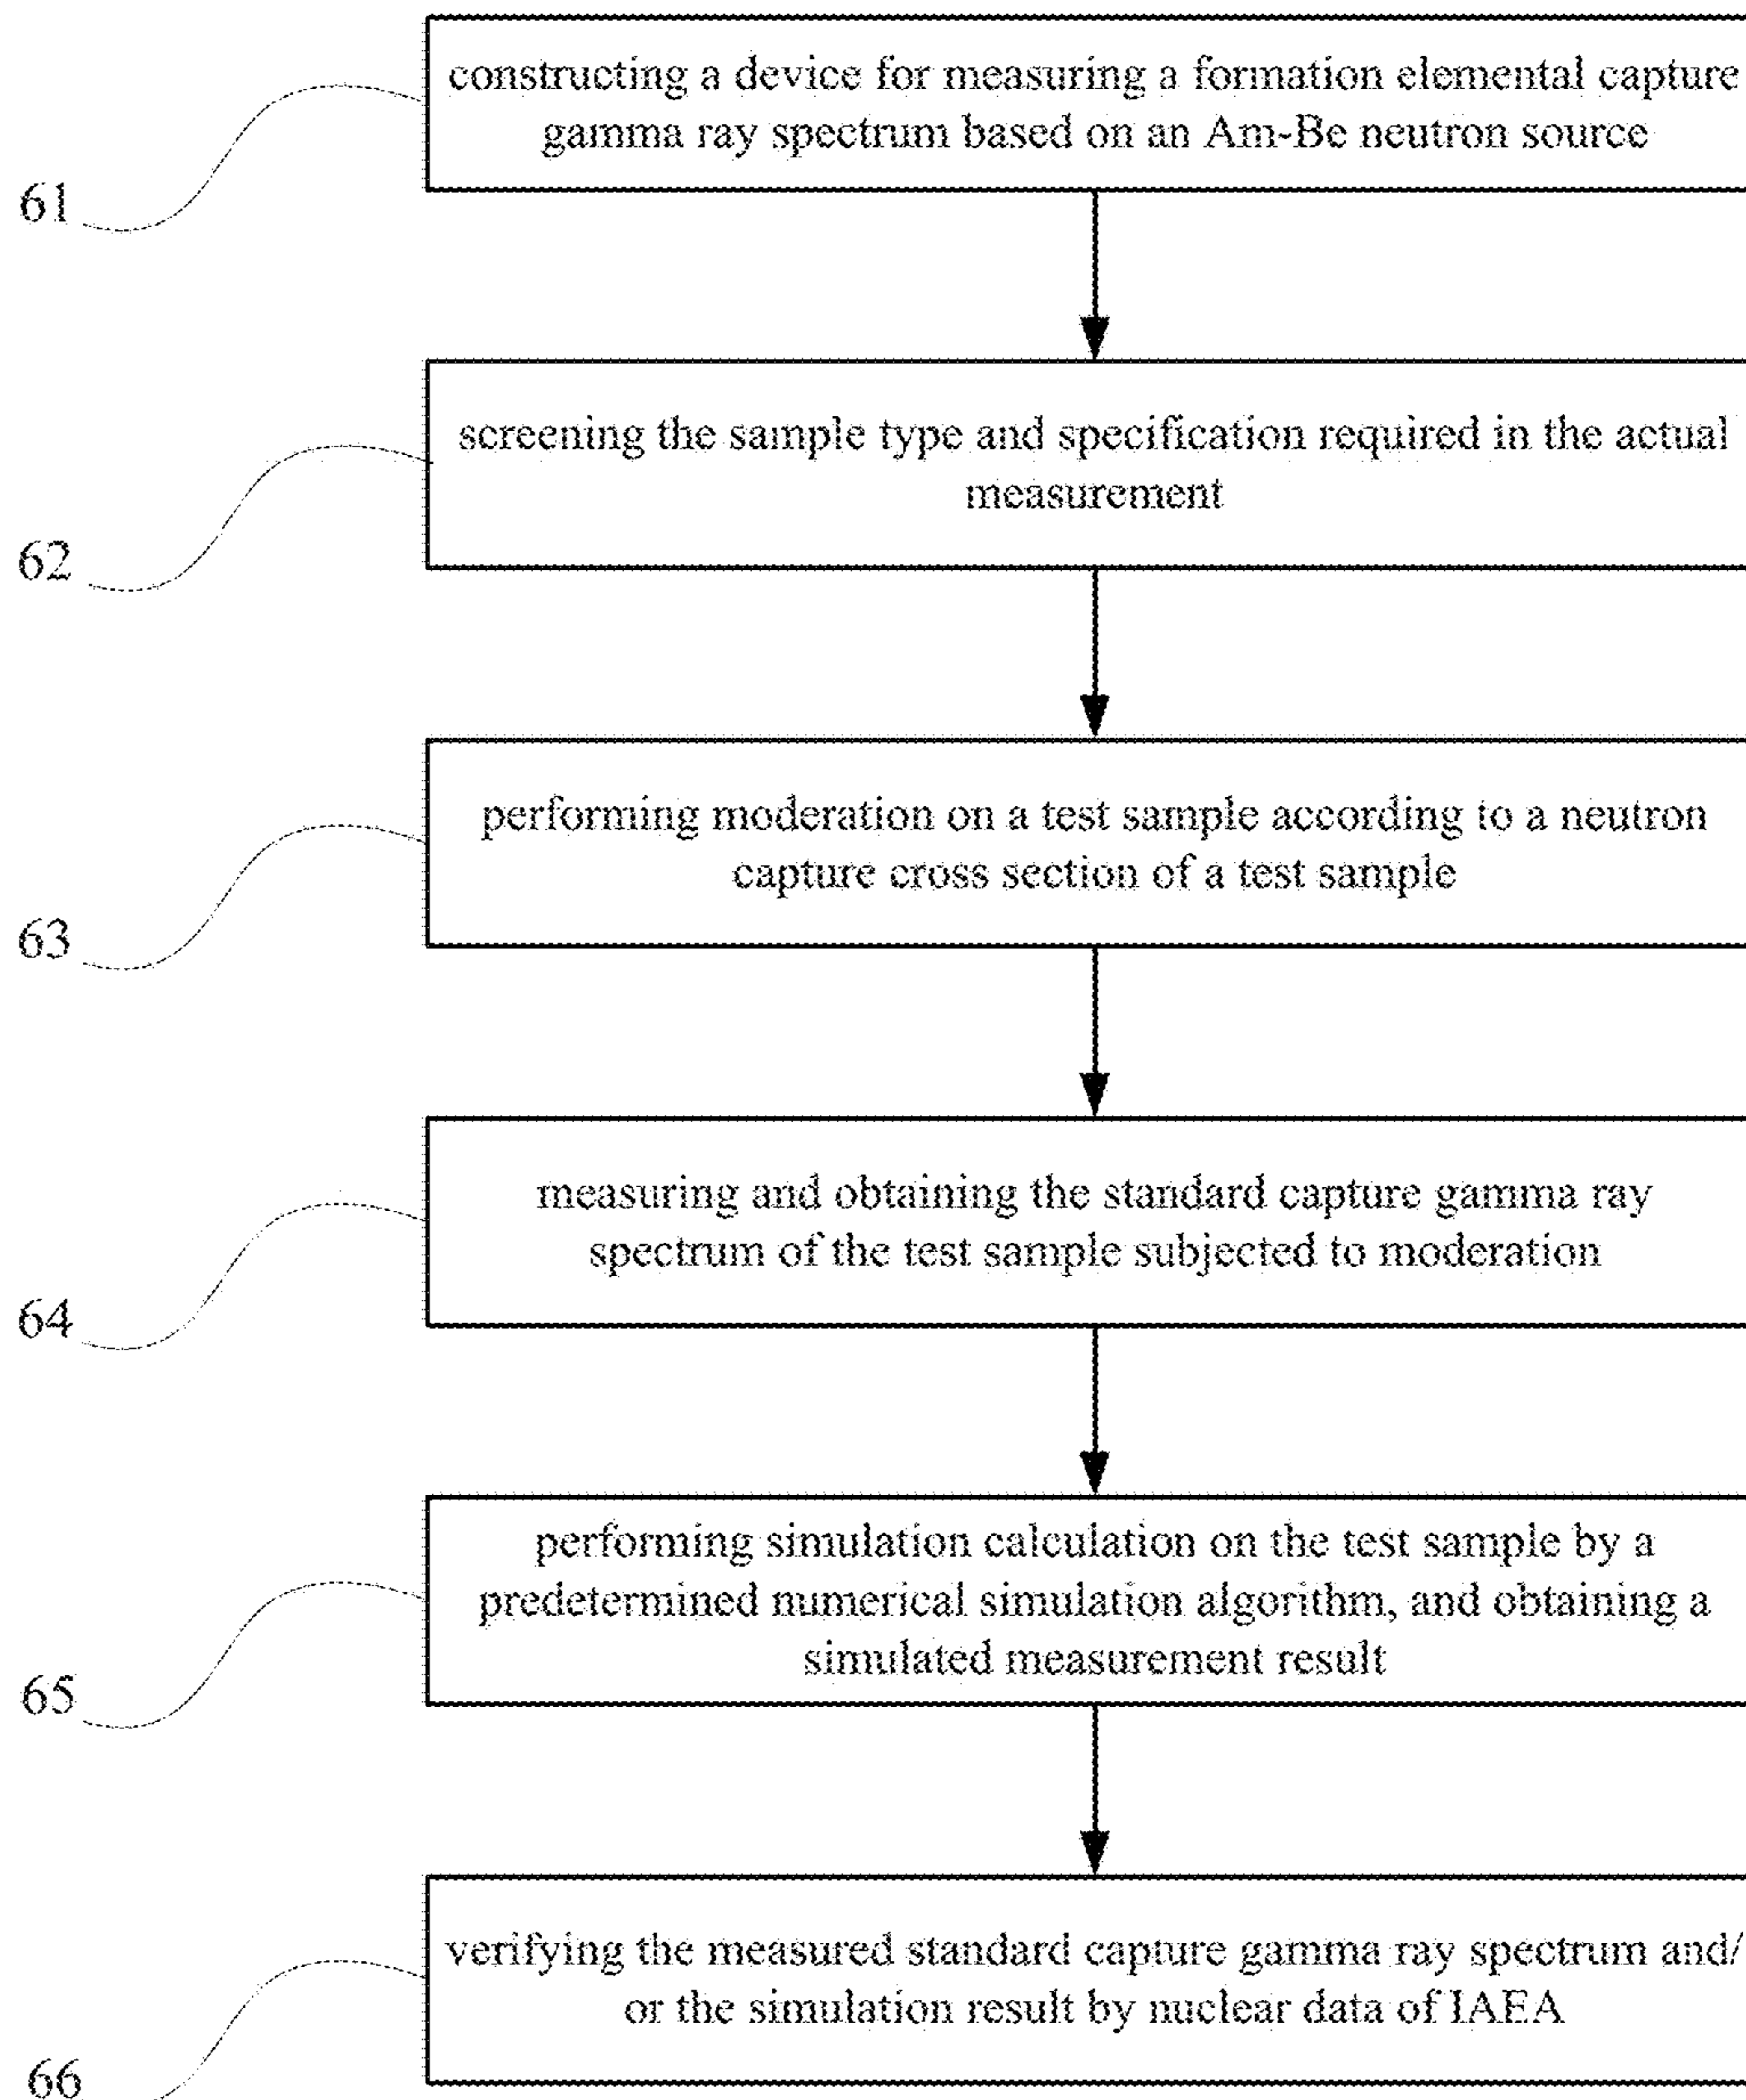 constructing a device for measuring a formation elemental capture
gamma ray spectrum based on an Am-Be neutron source
61
screening the sample type and specification required in the actual
measurement
62
performing moderation on a test sample according to a neutron
capture cross section of a test sample
63
measuring and obtaining the standard capture gamma ray
spectrum of the test sample subjected to moderation
64
performing simulation calculation on the test sample by a
predetermined numerical simulation algorithm, and obtaining a
simulated measurement result
65
verifying the measured standard capture gamma ray spectrum and/
or the simulation result by nuclear data of IAEA
66